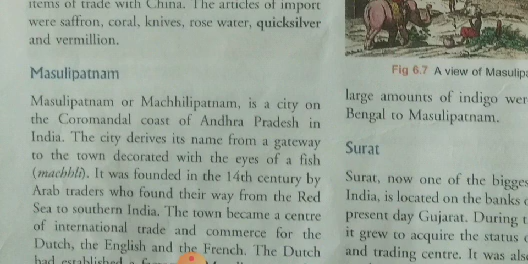 items of trade with China. The articles of import
were saffron, coral, knives, rose water, quicksilver
and vermillion.
Masulipatnam
Masulipatnam or Machhilipatnam, is a city on
the Coromandal coast of Andhra Pradesh in
India. The city derives its name from a gateway
to the town decorated with the eyes of a fish
(machhli). It was founded in the 14th century by
Arab traders who found their way from the Red
Sea to southern India. The town became a centre
of international trade and commerce for the
Dutch, the English and the French. The Dutch
had established a
Fig 6.7 A view of
large amounts of indigo
Bengal to Masulipatnam.
Surat
Surat, now one of the
India, is located on the banks
present day Gujarat. During
it grew to acquire the status
and trading centre. It was